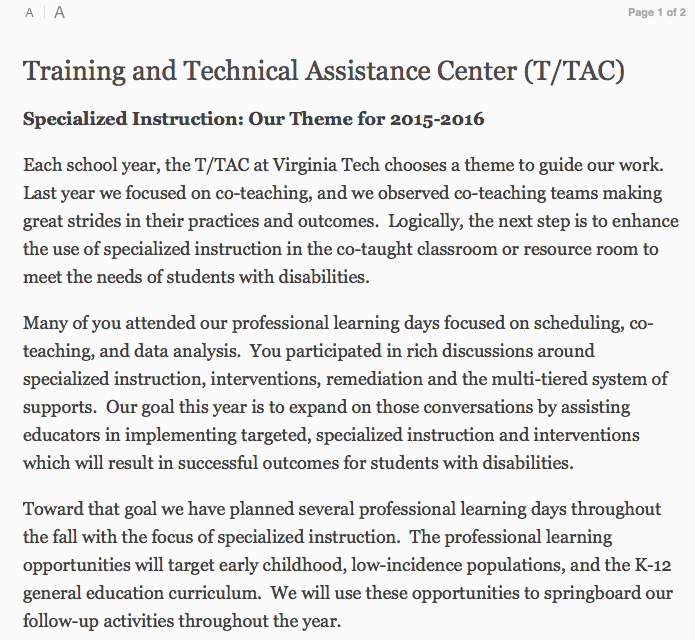 A A Page 1 of 2
Training and Technical Assistance Center (T/TAC)
Specialized Instruction: Our Theme for 2015-2016
Each school year, the T/TAC at Virginia Tech chooses a theme to guide our work.
Last year we focused on co-teaching, and we observed co-teaching teams making
great strides in their practices and outcomes.  Logically, the next step is to enhance
the use of specialized instruction in the co-taught classroom or resource room to
meet the needs of students with disabilities.
Many of you attended our professional learning days focused on scheduling, co-
teaching, and data analysis.  You participated in rich discussions around
specialized instruction, interventions, remediation and the multi-tiered system of
supports.  Our goal this year is to expand on those conversations by assisting
educators in implementing targeted, specialized instruction and interventions
which will result in successful outcomes for students with disabilities.
Toward that goal we have planned several professional learning days throughout
the fall with the focus of specialized instruction.  The professional learning
opportunities will target early childhood, low-incidence populations, and the K-12
general education curriculum.  We will use these opportunities to springboard our
follow-up activities throughout the year.